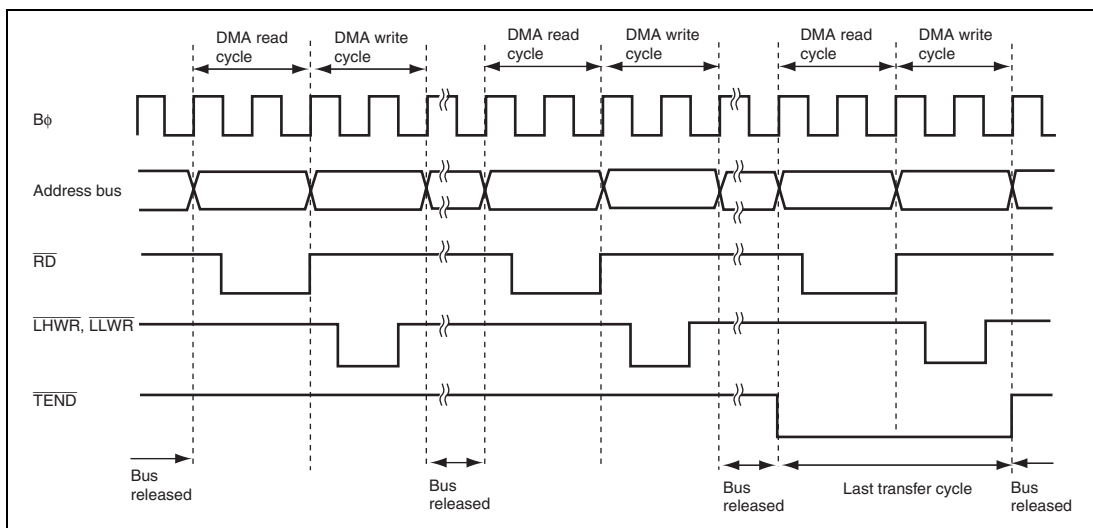 DMA read cycle DMA write cycle DMA read cycle DMA write cycle DMA read cycle DMA write cycle
Bϕ
Address bus
RD
LHWR, LLWR
TEND
Bus released Bus released Bus released Last transfer cycle Bus released